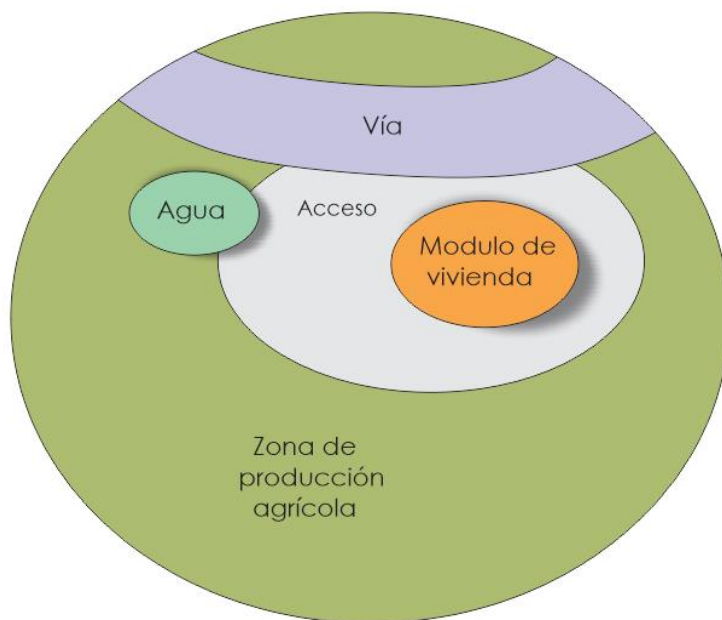 Vía
Agua
Acceso
Modulo de
vivienda
Zona de
producción
agrícola